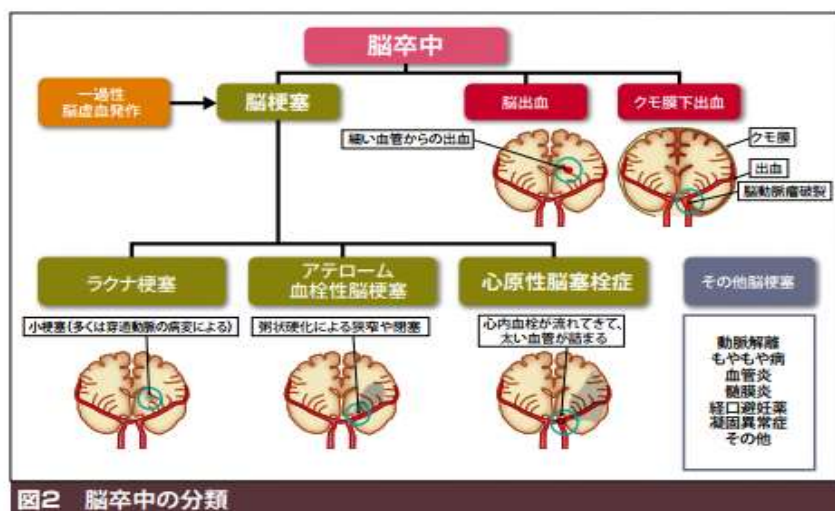 脳卒中
一過性
脳虚血発作
脳梗塞
脳出血
クモ膜下出血
細い血管からの出血
クモ膜
出血
脳動脈瘤破裂
ラクナ梗塞
アテローム
血栓性脳梗塞
心原性脳塞栓症
その他脳梗塞
小梗塞(多くは穿通動脈の病変による)
粥状硬化による狭窄や閉塞
心内血栓が流れてきて、
太い血管が詰まる
動脈解離
もやもや病
血管炎
髄膜炎
経口避妊薬
凝固異常症
その他
図2 脳卒中の分類